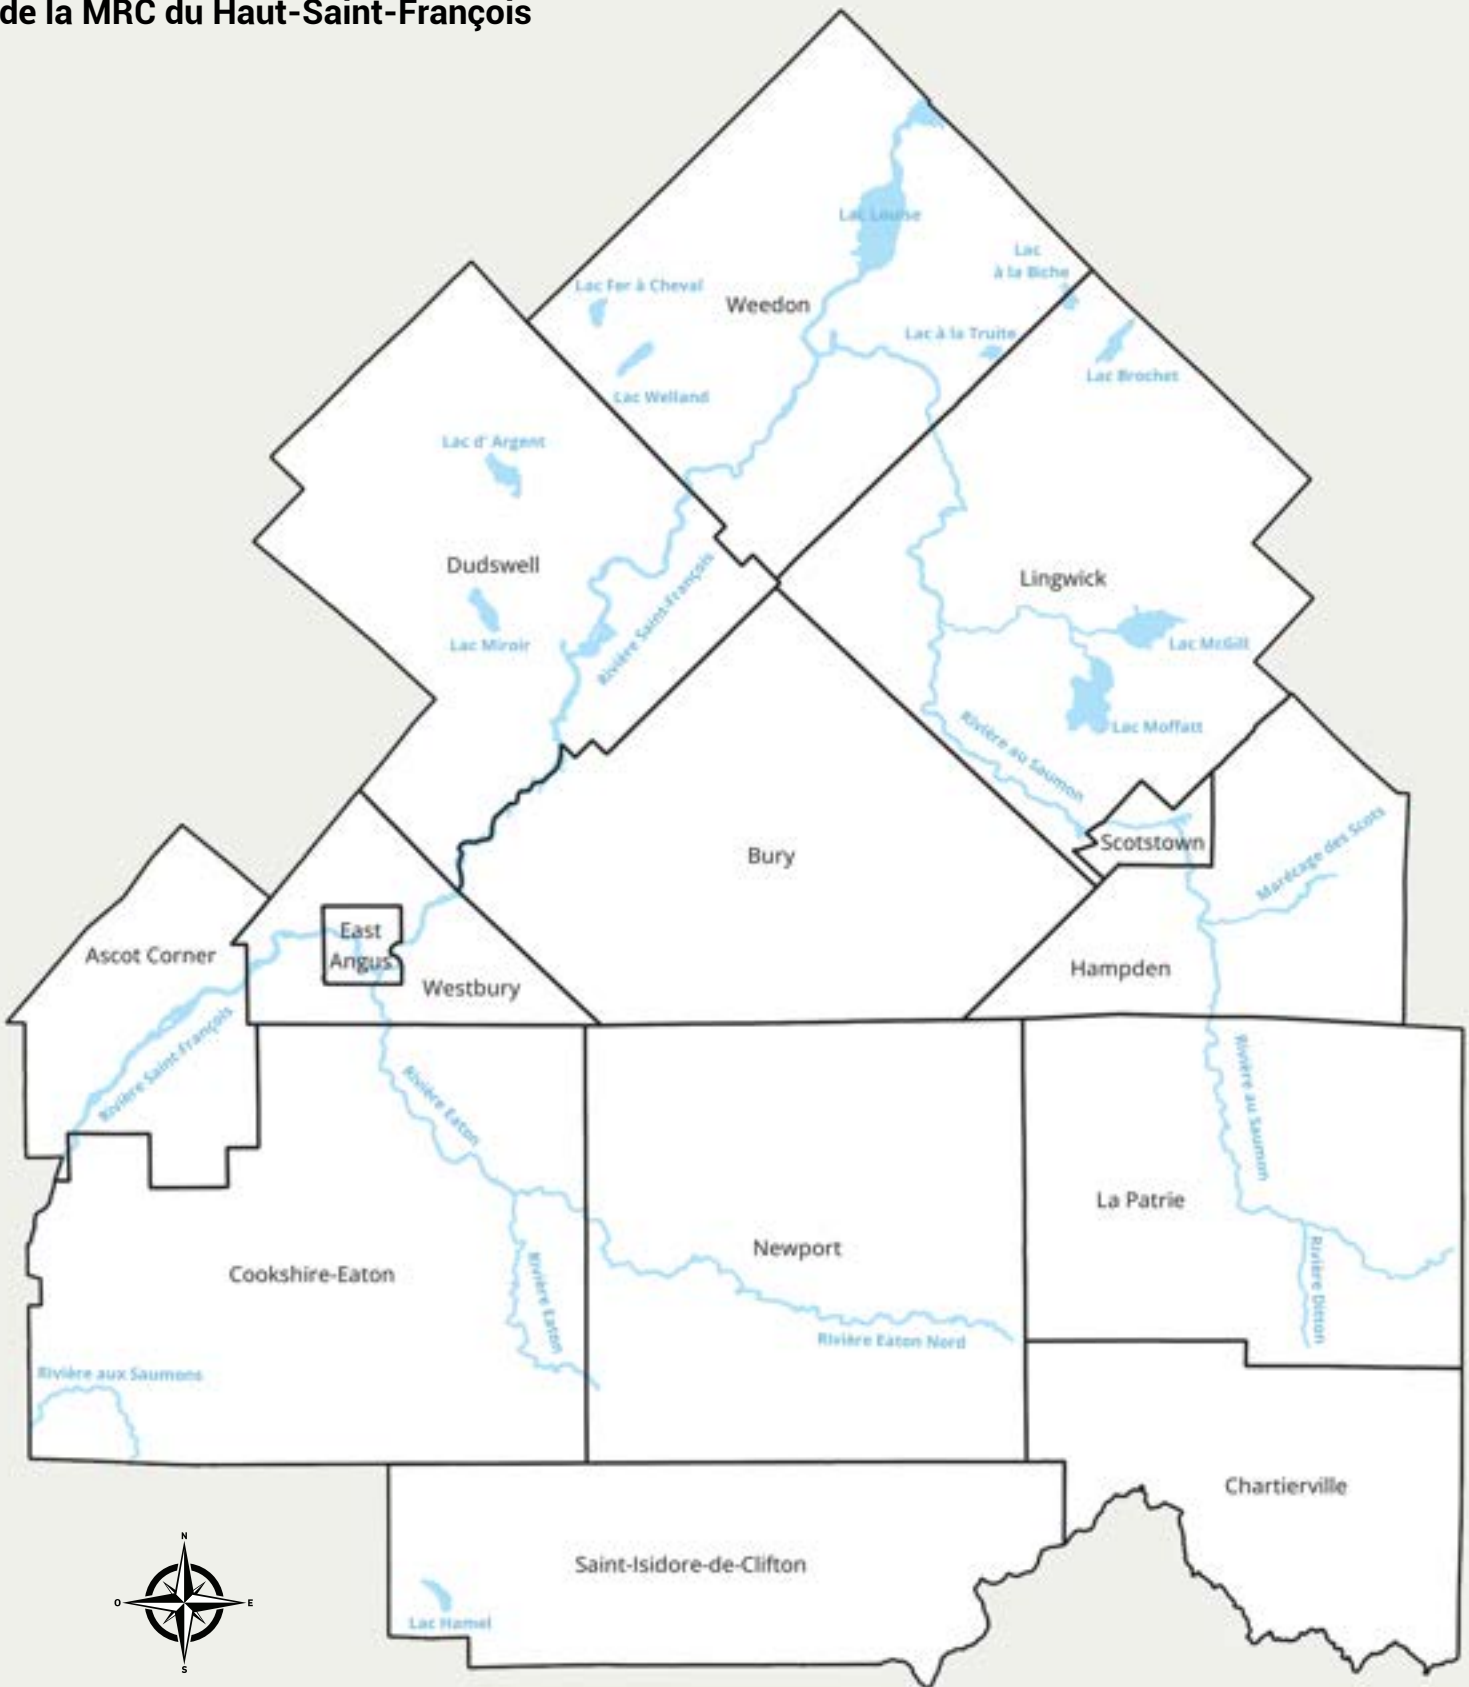 de la MRC du Haut-Saint-François
Lac Louise
Lac
à la Biche
Lac Fer à Cheval
Weedon
Lac à la Truite
Lac Brochet
Lac Welland
Lac d' Argent
Dudswell
Lingwick
Rivière Saint-François
Lac Miroir
Lac McGill
Lac Moffatt
Rivière au Saumon
Scotstown
Marécage des Scots
Bury
East
Angus
Ascot Corner
Hampden
Westbury
Rivière Saint-François
Rivière Eaton
Rivière au Saumon
La Patrie
Newport
Cookshire-Eaton
Rivière Eaton
Rivière Ditton
Rivière Eaton Nord
Rivière aux Saumons
Chartierville
Saint-Isidore-de-Clifton
Lac Hamel
N
O
E
S